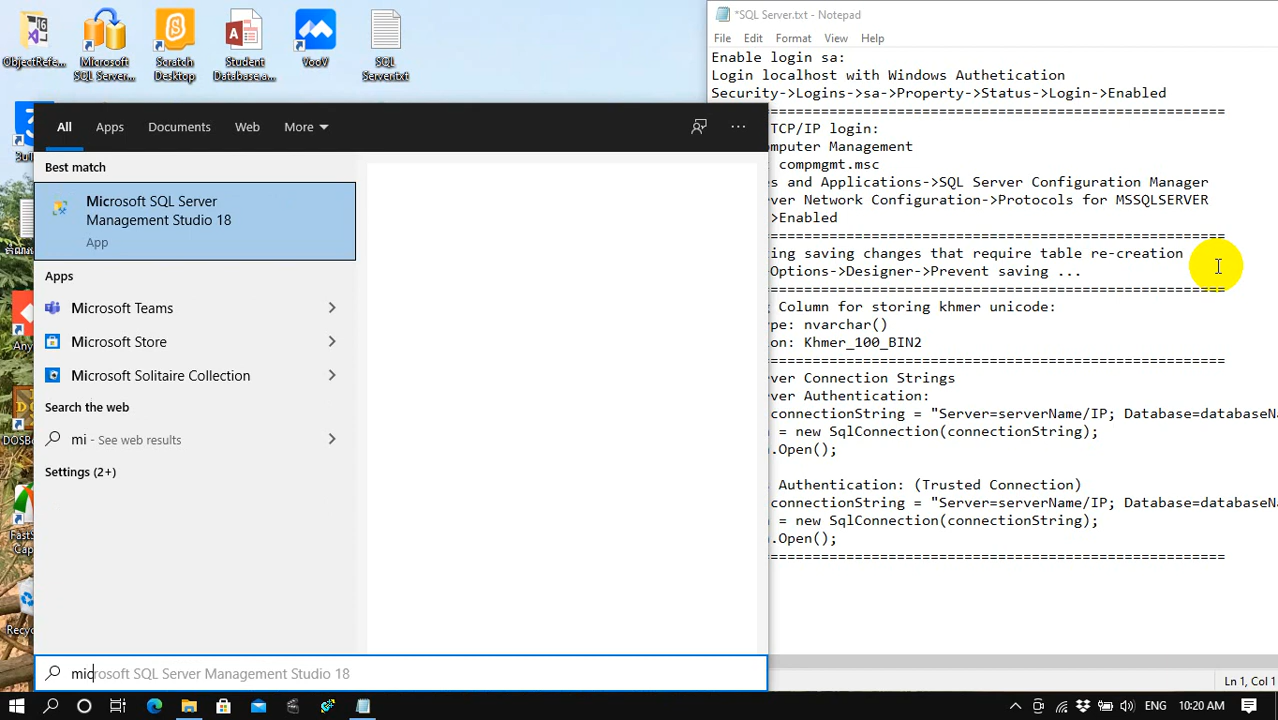 ObjectRefe...
Microsoft SQL Server...
Scratch Desktop
Student Database a...
VooV
SQL Server.txt
*SQL Server.txt - Notepad
File Edit Format View Help
Enable login sa:
Login localhost with Windows Authetication
Security->Logins->sa->Property->Status->Login->Enabled
TCP/IP login:
mputer Management
compmgmt.msc
es and Applications->SQL Server Configuration Manager
ver Network Configuration->Protocols for MSSQLSERVER
>Enabled
ing saving changes that require table re-creation
Options->Designer->Prevent saving ...
Column for storing khmer unicode:
ype: nvarchar()
on: Khmer_100_BIN2
ver Connection Strings
ver Authentication:
connectionString = "Server=serverName/IP; Database=databaseN
= new SqlConnection(connectionString);
.Open();
Authentication: (Trusted Connection)
connectionString = "Server=serverName/IP; Database=databaseN
= new SqlConnection(connectionString);
.Open();
Ln 1, Col 1
All Apps Documents Web More
Best match
Microsoft SQL Server
Management Studio 18
App
Apps
Microsoft Teams
Microsoft Store
Microsoft Solitaire Collection
Search the web
mi - See web results
Settings (2+)
microsoft SQL Server Management Studio 18
ENG 10:20 AM